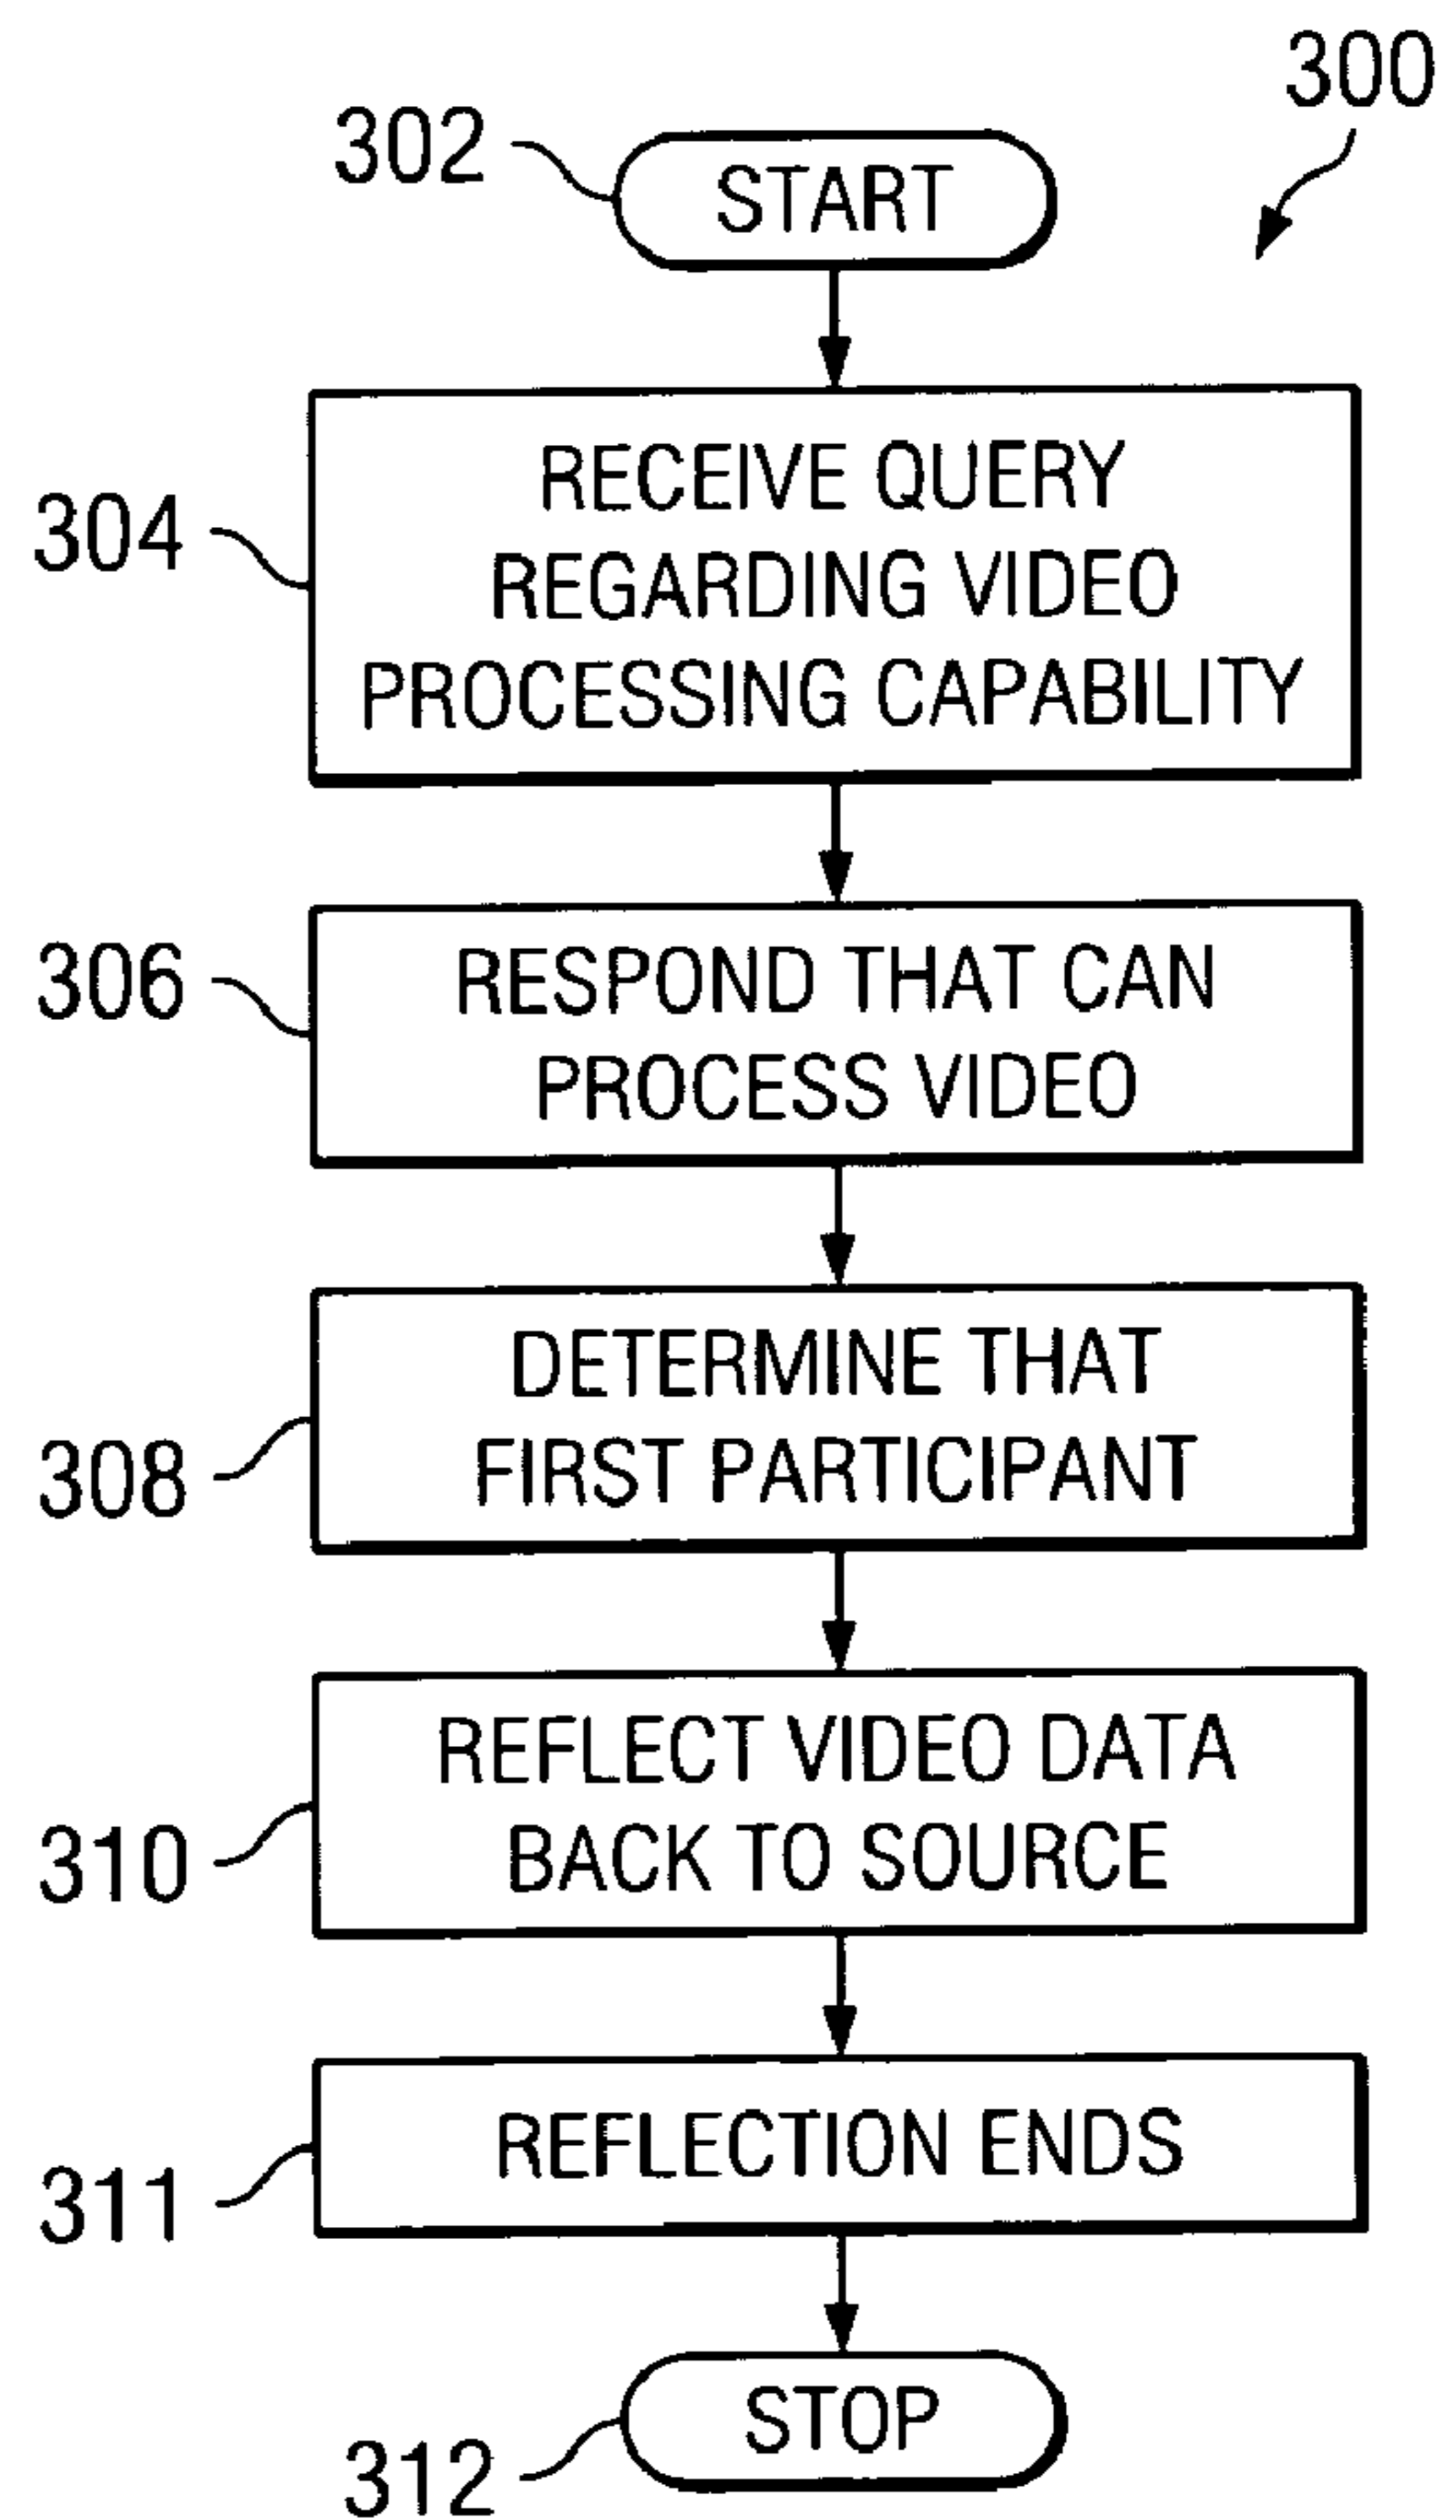 300
302
START
304
RECEIVE QUERY
REGARDING VIDEO
PROCESSING CAPABILITY
306
RESPOND THAT CAN
PROCESS VIDEO
308
DETERMINE THAT
FIRST PARTICIPANT
310
REFLECT VIDEO DATA
BACK TO SOURCE
311
REFLECTION ENDS
312
STOP